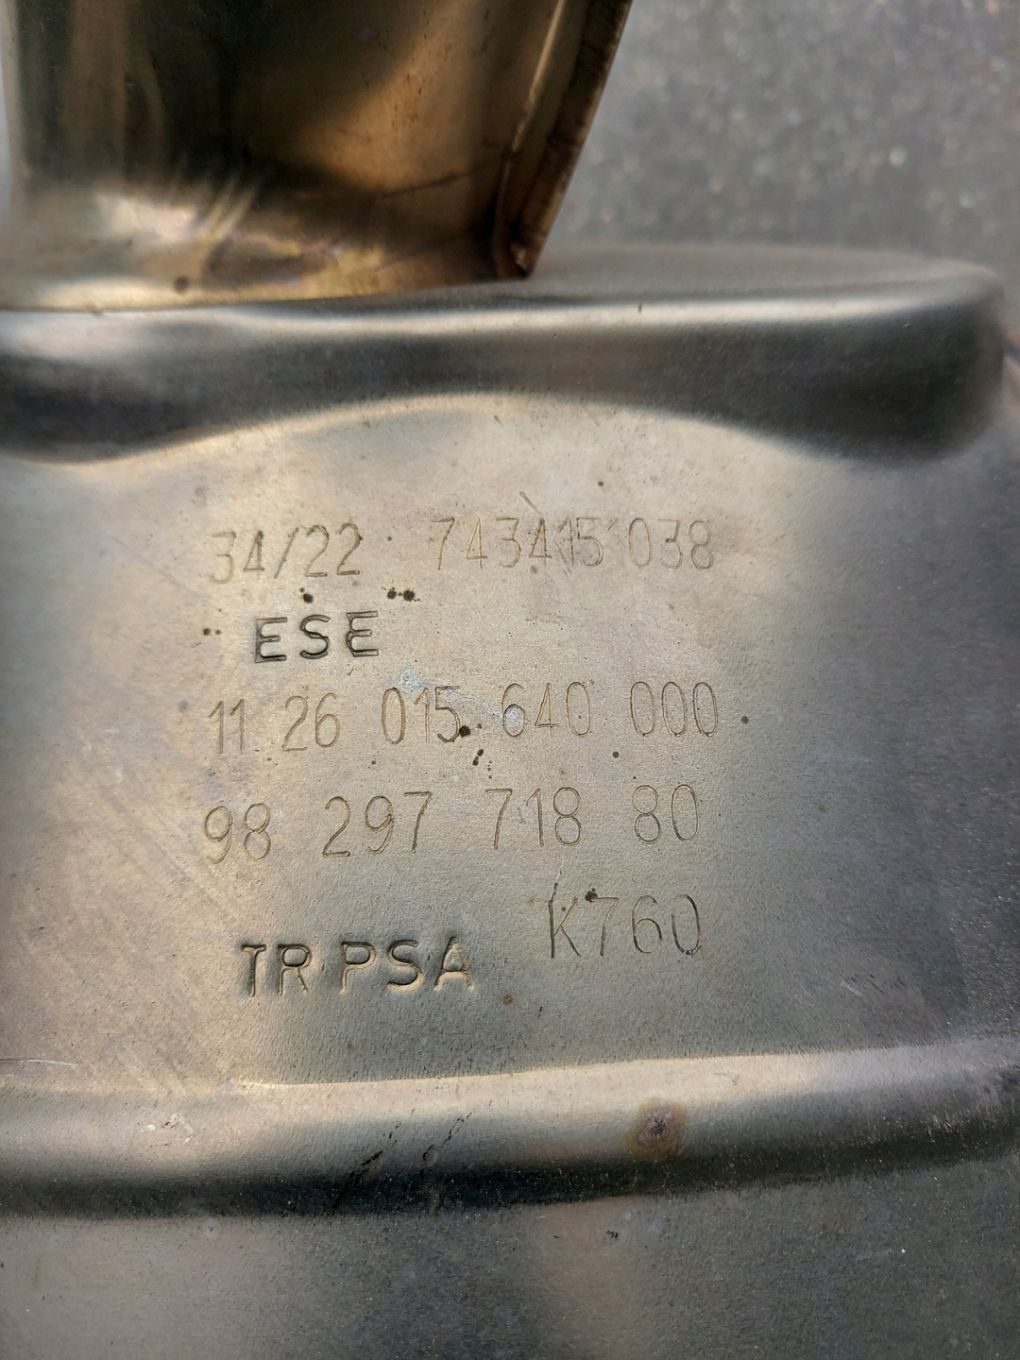 34/22 743415 038
ESE
11 26 015 640 000
98 297 718 80
K760
TR PSA